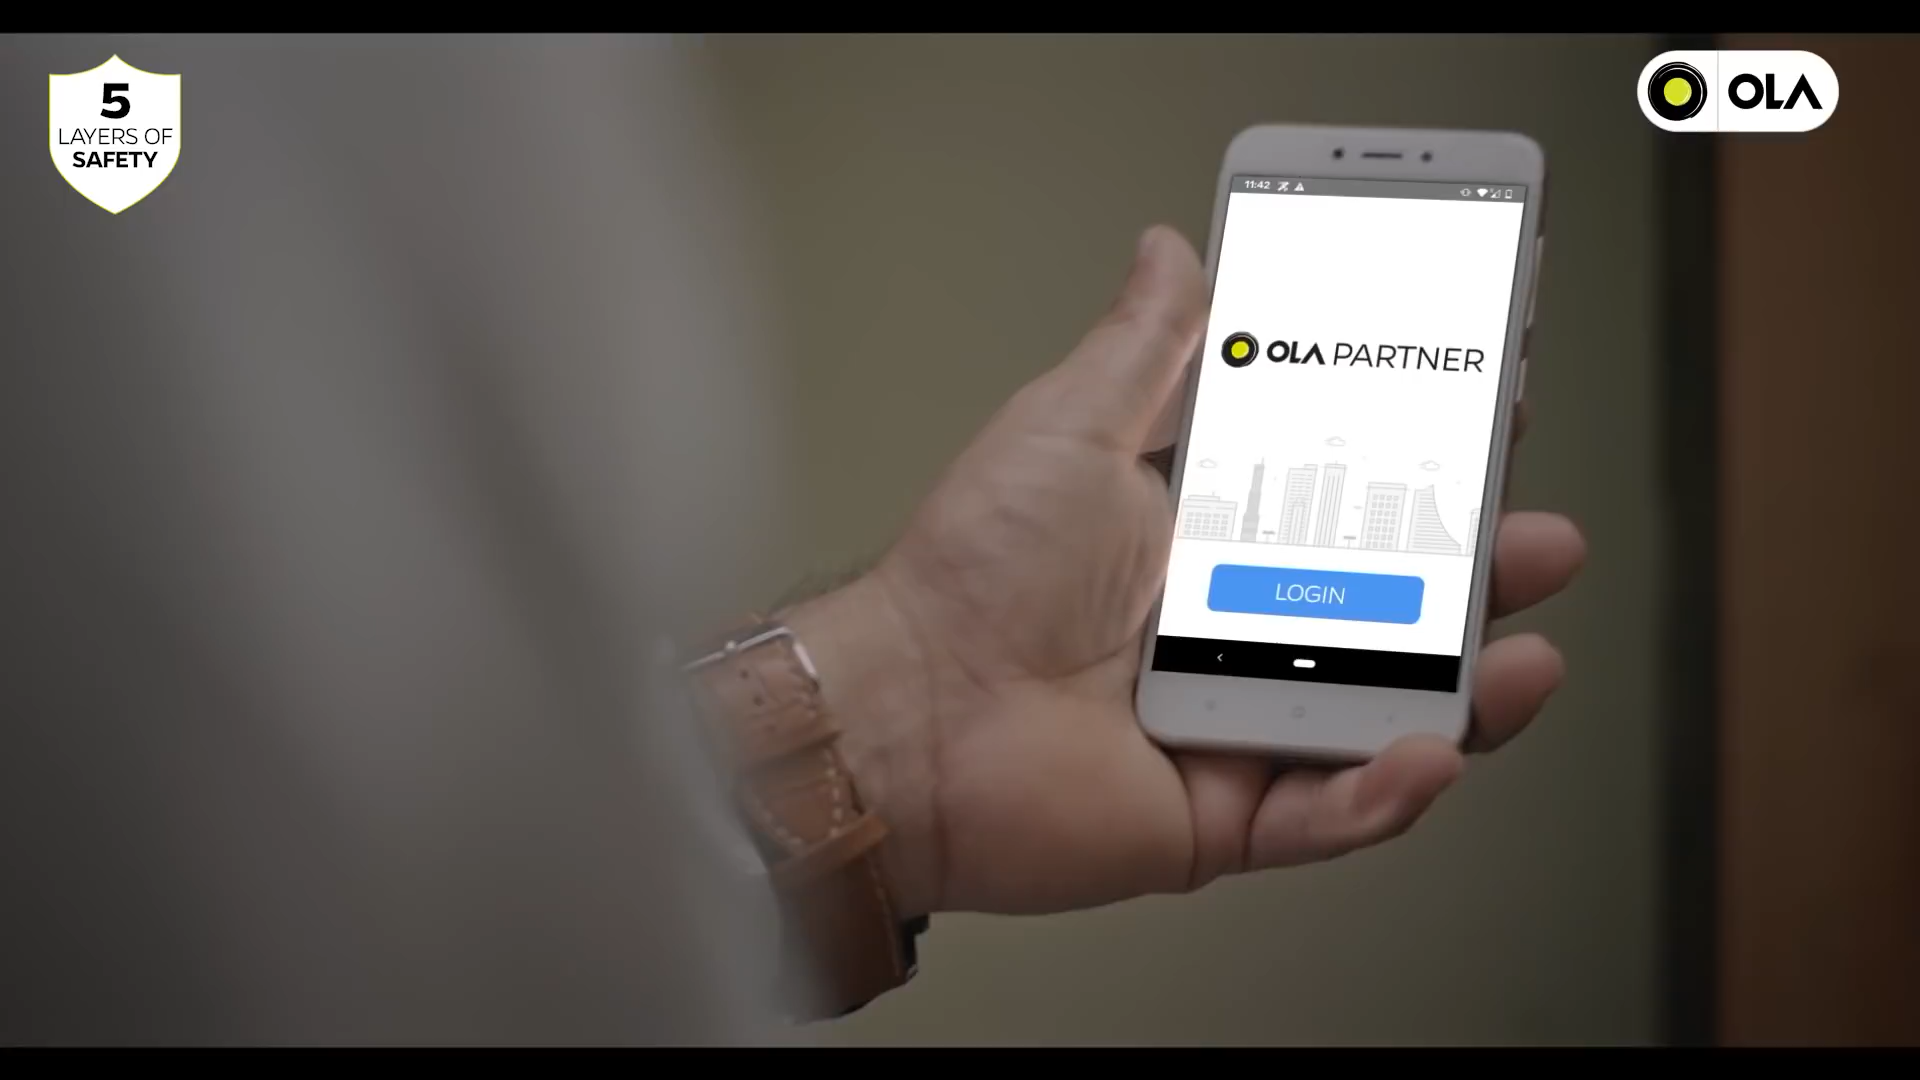 5
LAYERS OF
SAFETY
OLA
11:42
OLA PARTNER
LOGIN